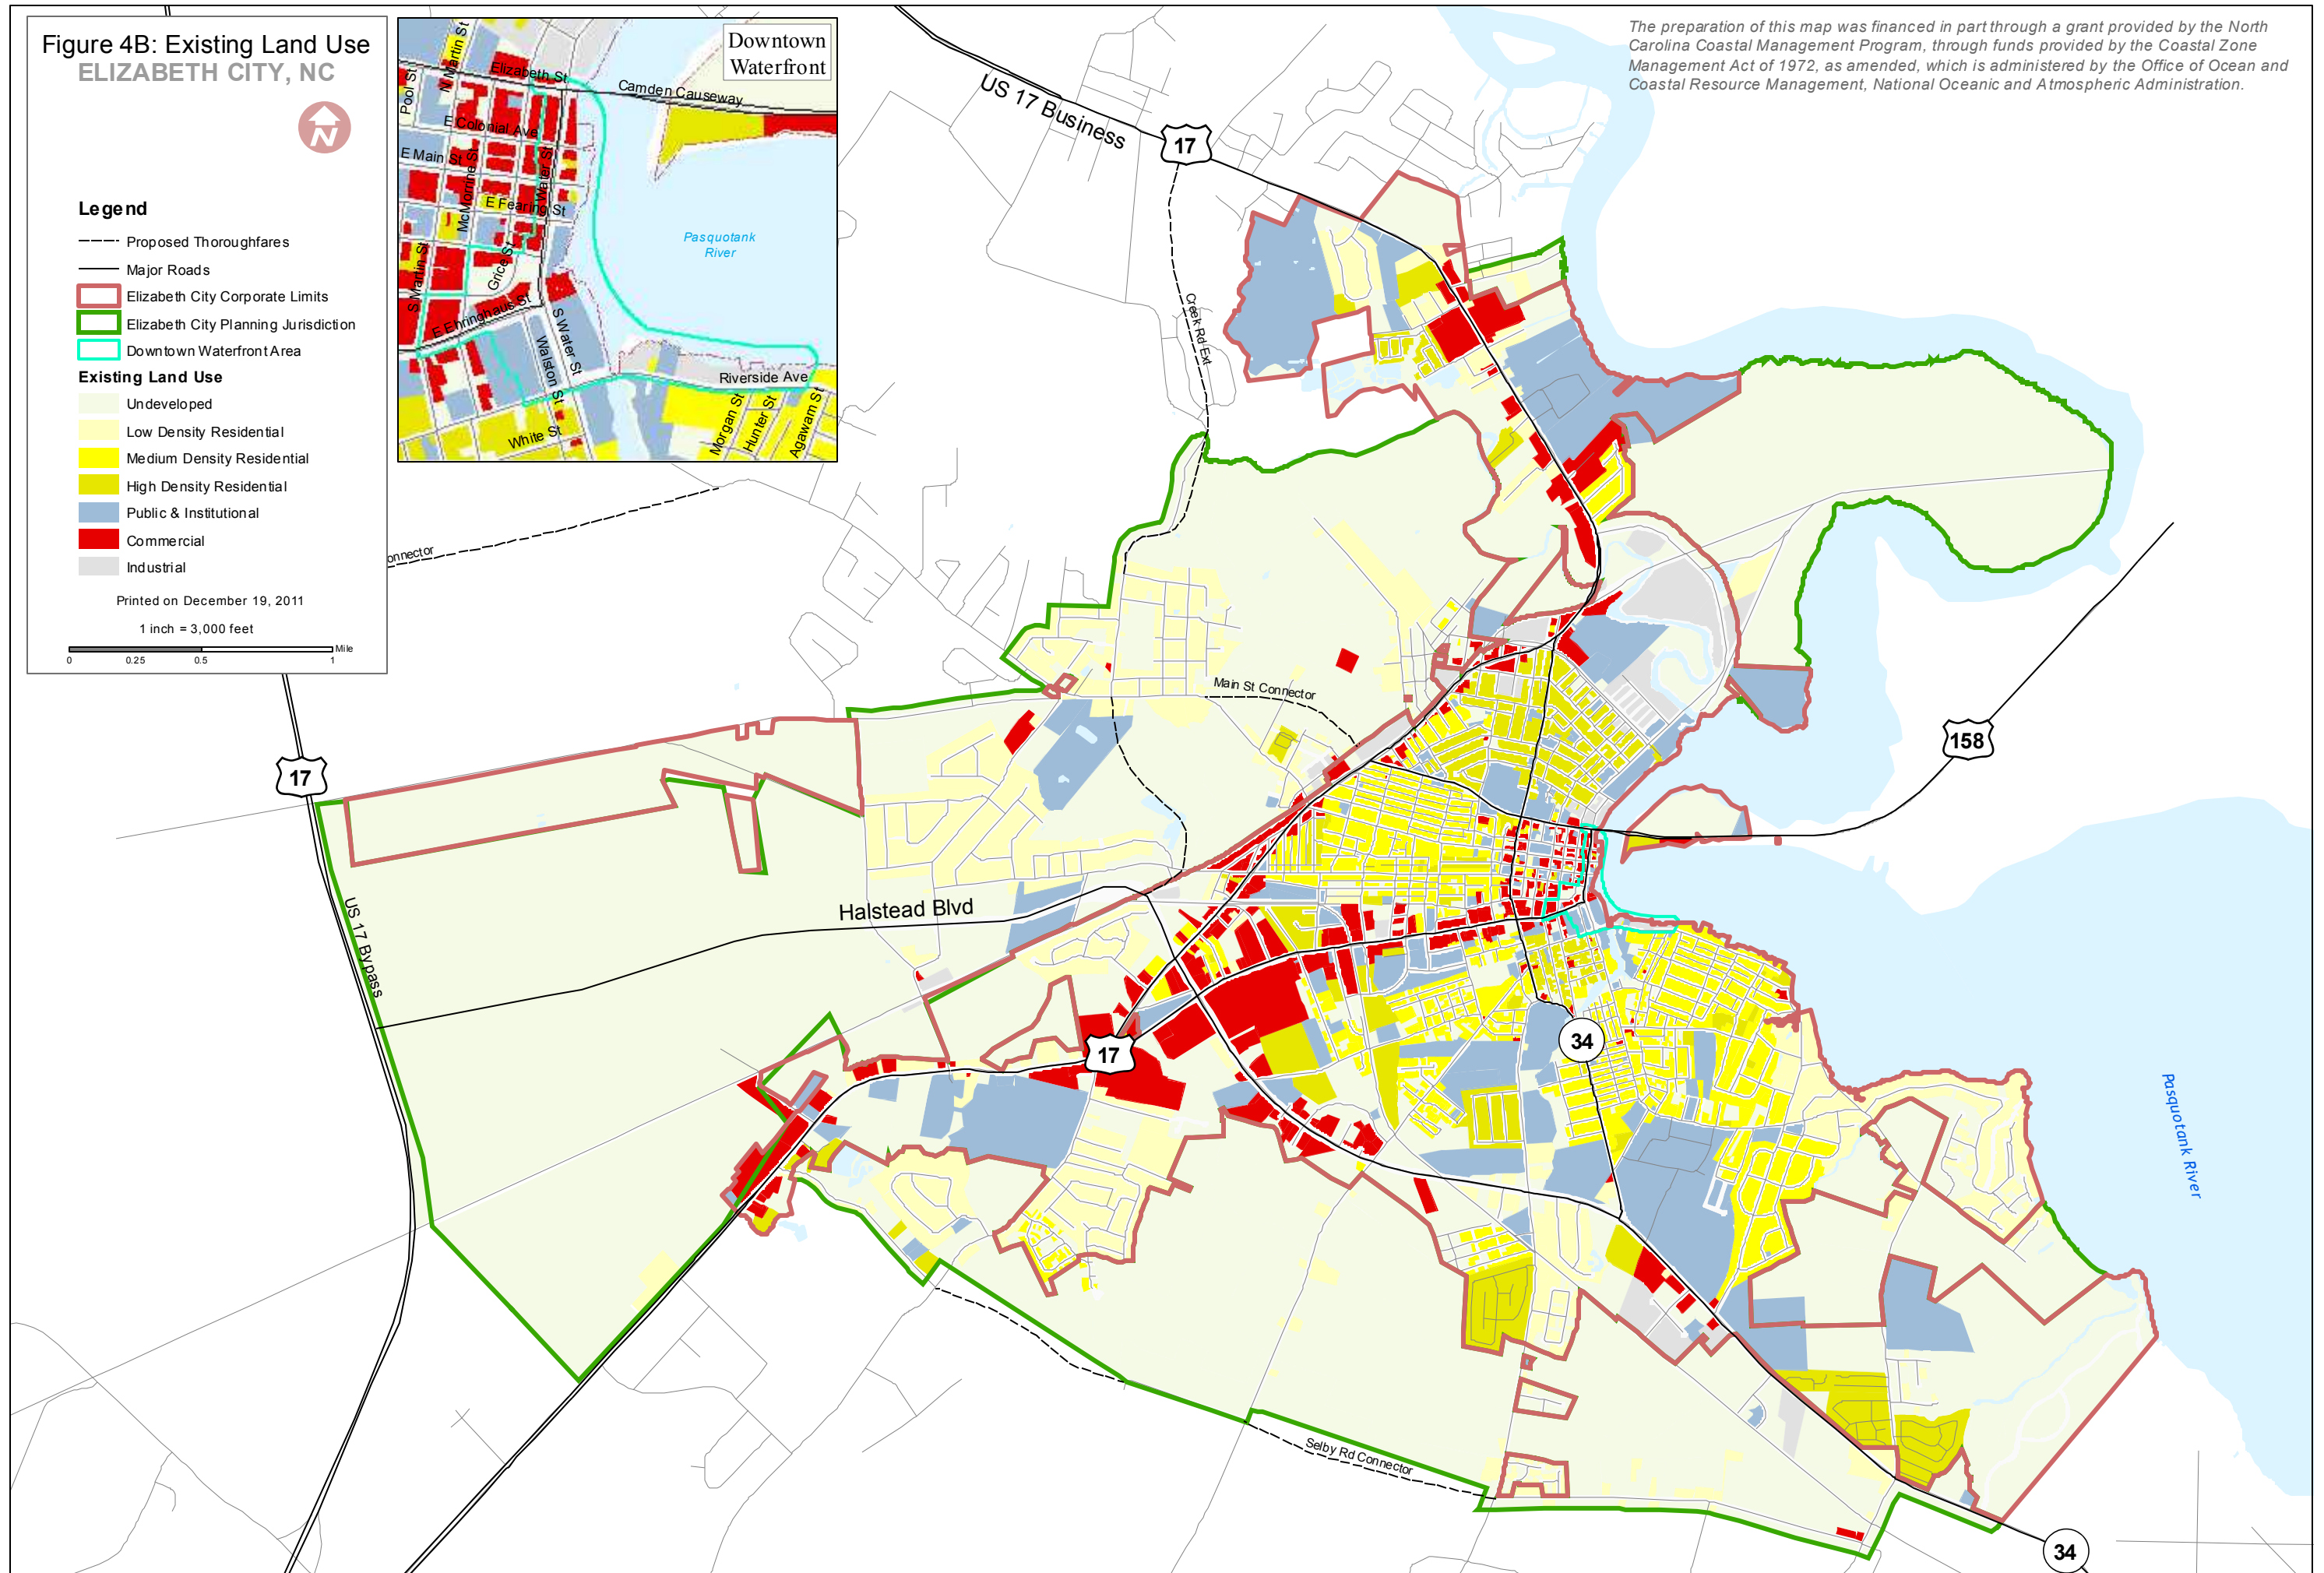 Figure 4B: Existing Land Use
ELIZABETH CITY, NC
N
Legend
Proposed Thoroughfares
Major Roads
Elizabeth City Corporate Limits
Elizabeth City Planning Jurisdiction
Downtown Waterfront Area
Existing Land Use
Undeveloped
Low Density Residential
Medium Density Residential
High Density Residential
Public & Institutional
Commercial
Industrial
Printed on December 19, 2011
1 inch = 3,000 feet
Mile
0 0.25 0.5 1
Downtown
Waterfront
Pool St
N Martin St
Elizabeth St
Camden Causeway
E Colonial Ave
E Main St
McMorrine St
Water St
E Fearing St
Pasquotank
River
S Martin St
Grice St
E Ehringhaus St
S Water St
Walston St
Riverside Ave
Morgan St
Hunter St
Agawam St
White St
The preparation of this map was financed in part through a grant provided by the North
Carolina Coastal Management Program, through funds provided by the Coastal Zone
Management Act of 1972, as amended, which is administered by the Office of Ocean and
Coastal Resource Management, National Oceanic and Atmospheric Administration.
US 17 Business
17
Creek Rd Ext
onnector
Main St Connector
158
17
US 17 Bypass
Halstead Blvd
17
34
Pasquotank River
Selby Rd Connector
34